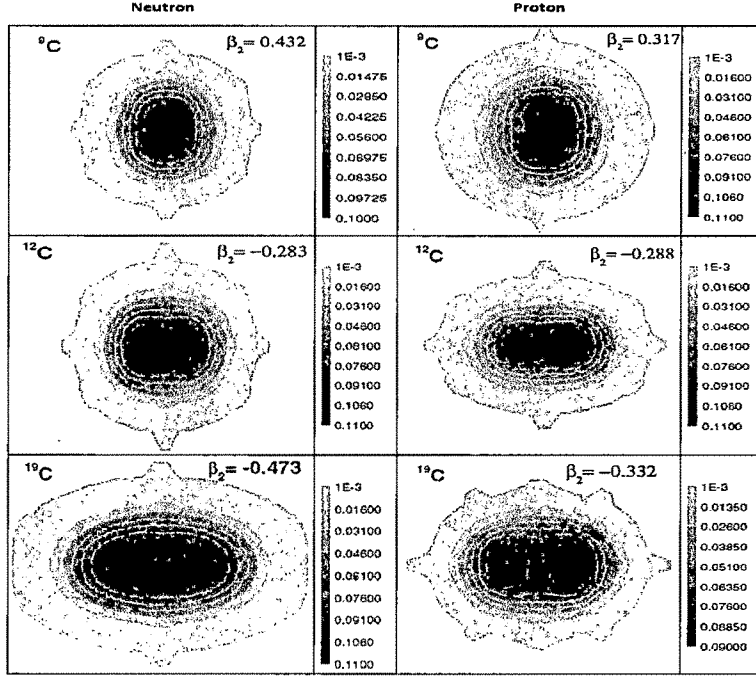 Neutron
Proton
⁹C
β₂= 0.432
1E-3
0.01475
0.02850
0.04225
0.05600
0.06975
0.08350
0.09725
0.1000
⁹C
β₂= 0.317
1E-3
0.01600
0.03100
0.04600
0.06100
0.07600
0.09100
0.1060
0.1100
¹²C
β₂= -0.283
1E-3
0.01600
0.03100
0.04600
0.06100
0.07600
0.09100
0.1060
0.1100
¹²C
β₂= -0.288
1E-3
0.01600
0.03100
0.04600
0.06100
0.07600
0.09100
0.1060
0.1100
¹⁹C
β₂= -0.473
1E-3
0.01600
0.03100
0.04600
0.06100
0.07600
0.09100
0.1060
0.1100
¹⁹C
β₂= -0.332
1E-3
0.01350
0.02600
0.03850
0.05100
0.06350
0.07600
0.08850
0.09000